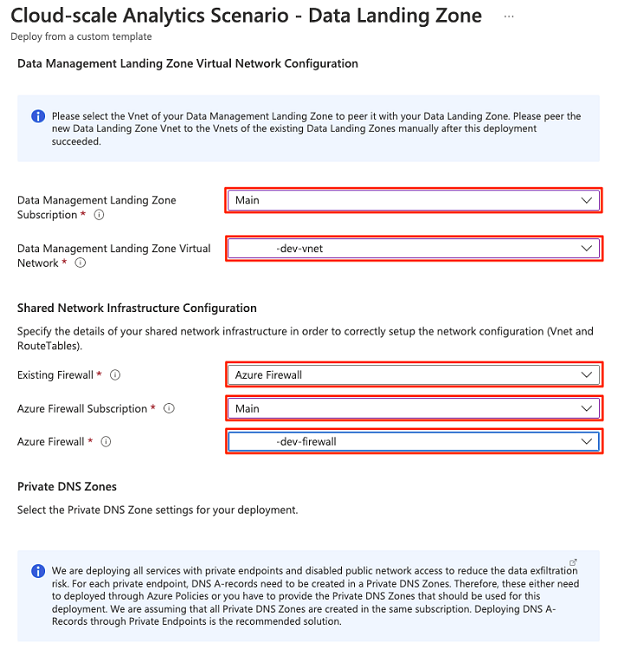 Cloud-scale Analytics Scenario - Data Landing Zone ...
Deploy from a custom template
Data Management Landing Zone Virtual Network Configuration
Please select the Vnet of your Data Management Landing Zone to peer it with your Data Landing Zone. Please peer the
new Data Landing Zone Vnet to the Vnets of the existing Data Landing Zones manually after this deployment
succeeded.
Data Management Landing Zone
Subscription *
Main
Data Management Landing Zone Virtual
Network *
-dev-vnet
Shared Network Infrastructure Configuration
Specify the details of your shared network infrastructure in order to correctly setup the network configuration (Vnet and
RouteTables).
Existing Firewall *
Azure Firewall
Azure Firewall Subscription *
Main
Azure Firewall *
-dev-firewall
Private DNS Zones
Select the Private DNS Zone settings for your deployment.
We are deploying all services with private endpoints and disabled public network access to reduce the data exfiltration
risk. For each private endpoint, DNS A-records need to be created in a Private DNS Zones. Therefore, these either need
to deployed through Azure Policies or you have to provide the Private DNS Zones that should be used for this
deployment. We are assuming that all Private DNS Zones are created in the same subscription. Deploying DNS A-
Records through Private Endpoints is the recommended solution.